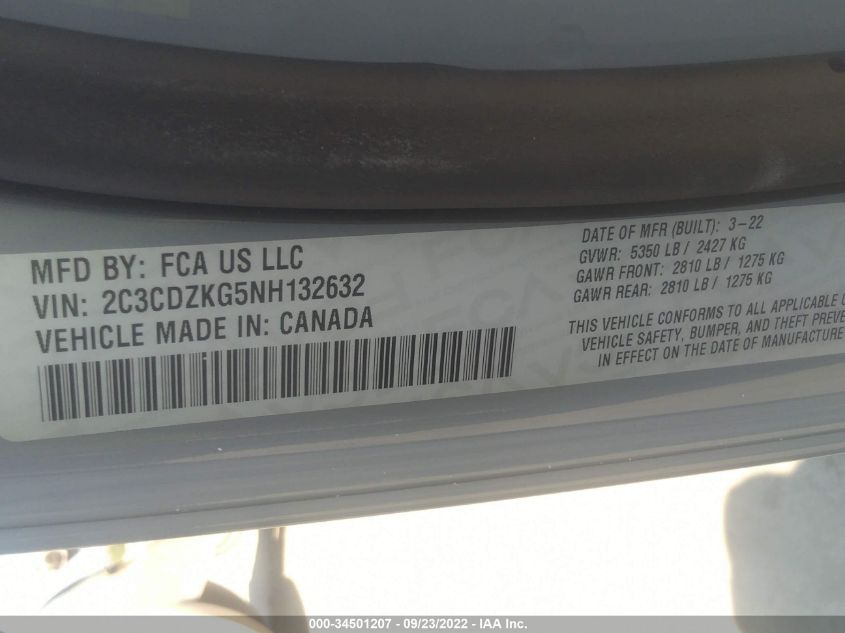 MFD BY: FCA US LLC
VIN: 2C3CDZKG5NH132632
VEHICLE MADE IN: CANADA
DATE OF MFR (BUILT): 3-22
GVWR: 5350 LB / 2427 KG
GAWR FRONT: 2810 LB / 1275 KG
GAWR REAR: 2810 LB / 1275 KG
THIS VEHICLE CONFORMS TO ALL APPLICABLE
VEHICLE SAFETY, BUMPER, AND THEFT PREVE
IN EFFECT ON THE DATE OF MANUFACTURE
000-34501207 - 09/23/2022 - IAA Inc.